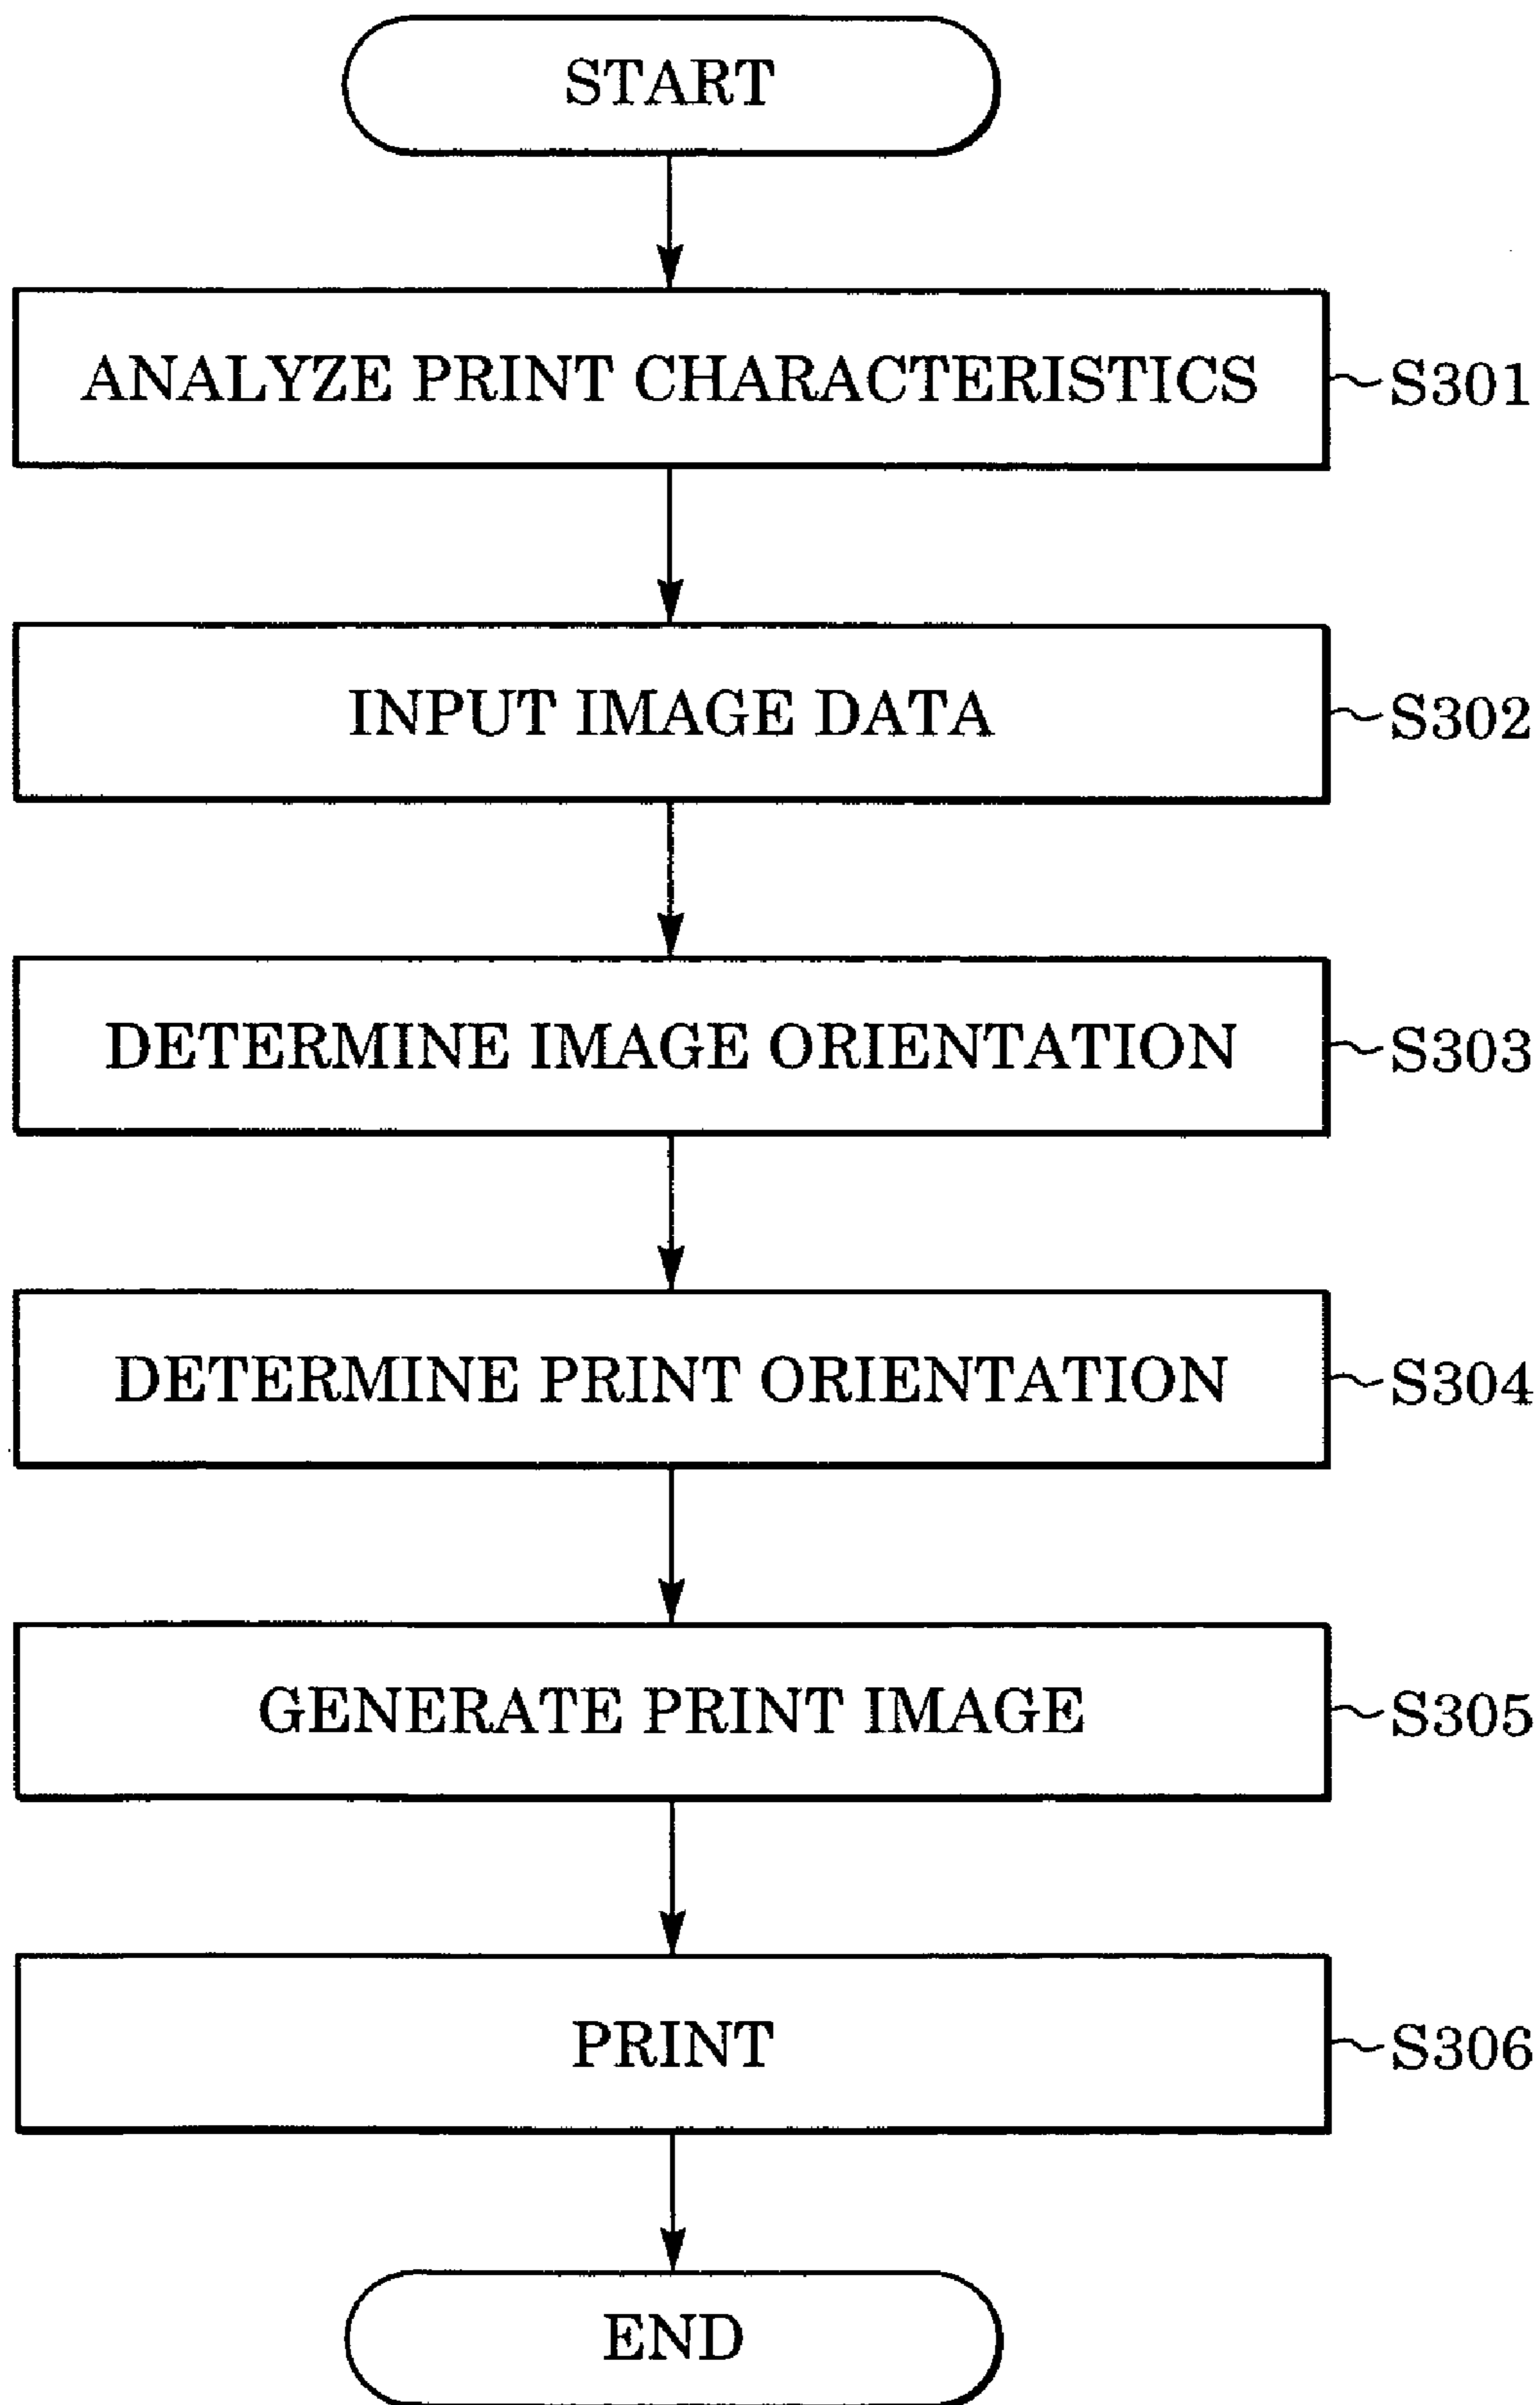 START
ANALYZE PRINT CHARACTERISTICS
S301
INPUT IMAGE DATA
S302
DETERMINE IMAGE ORIENTATION
S303
DETERMINE PRINT ORIENTATION
S304
GENERATE PRINT IMAGE
S305
PRINT
S306
END